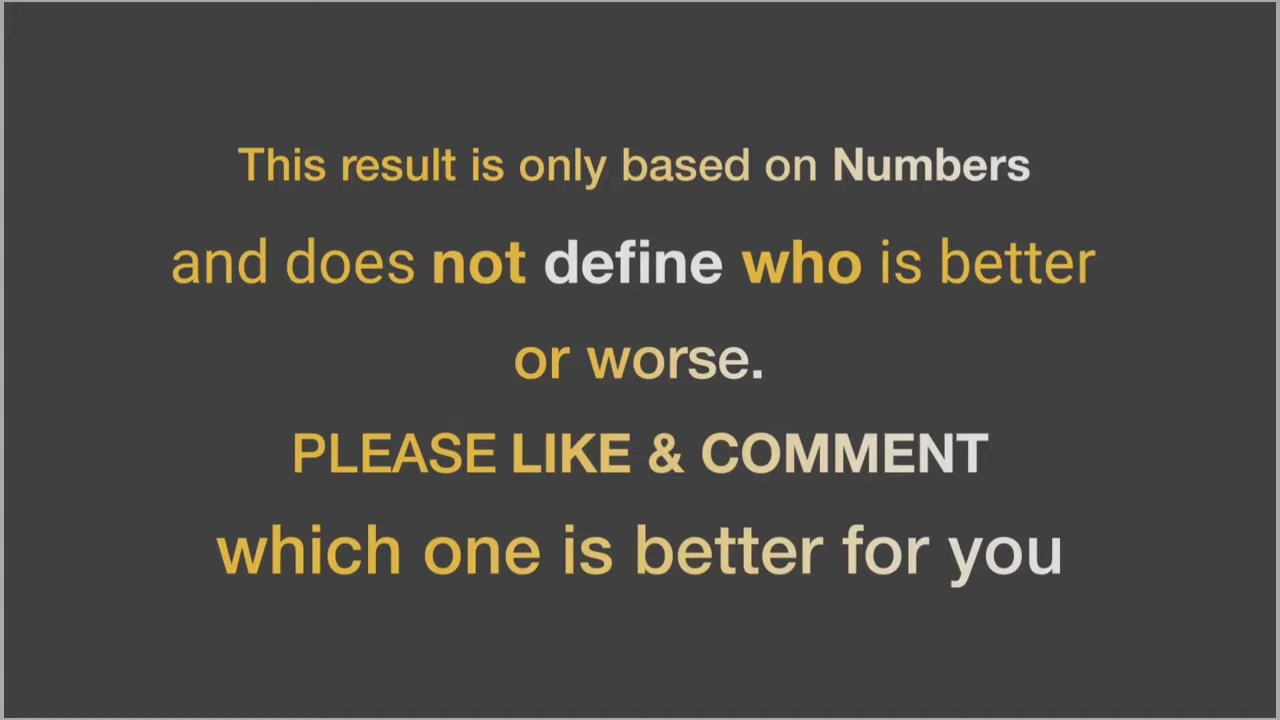 This result is only based on Numbers
and does not define who is better
or worse.
PLEASE LIKE & COMMENT
which one is better for you